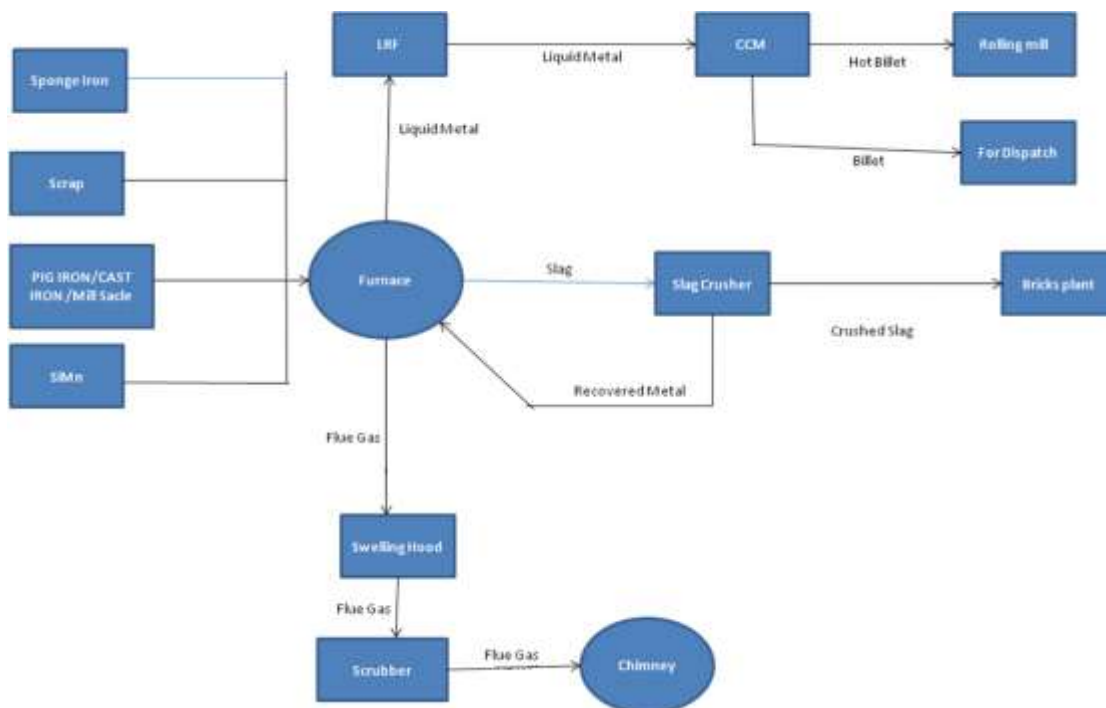 LRF
Liquid Metal
CCM
Hot Billet
Rolling mill
Sponge Iron
Liquid Metal
Billet
For Dispatch
Scrap
PIG IRON/CAST
IRON /Mill Sacle
Furnace
Slag
Slag Crusher
Crushed Slag
Bricks plant
SiMn
Recovered Metal
Flue Gas
Swelling Hood
Flue Gas
Scrubber
Flue Gas
Chimney